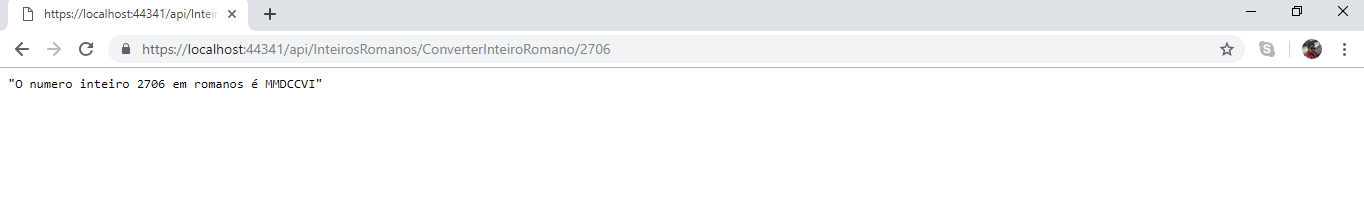 https://localhost:44341/api/Intei
https://localhost:44341/api/InteirosRomanos/ConverterInteiroRomano/2706
"O numero inteiro 2706 em romanos é MMDCCVI"